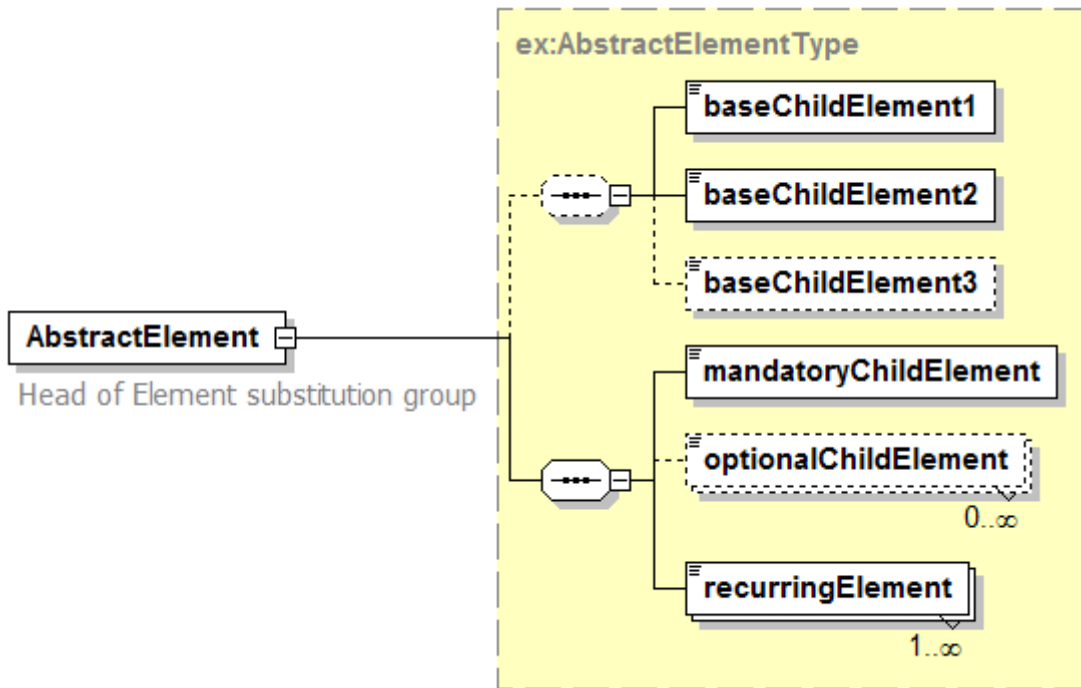 ex:AbstractElementType
baseChildElement1
baseChildElement2
baseChildElement3
AbstractElement
Head of Element substitution group
mandatoryChildElement
optionalChildElement
0..∞
recurringElement
1..∞